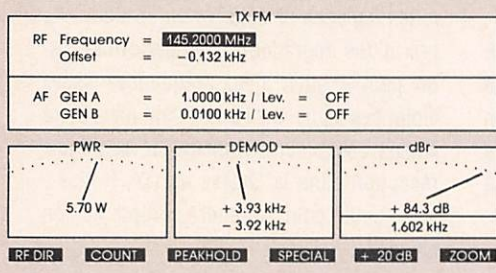 TX FM
RF Frequency = 145.2000 MHz
Offset = −0.132 kHz
AF GEN A = 1.0000 kHz / Lev. = OFF
GEN B = 0.0100 kHz / Lev. = OFF
PWR DEMOD dBr
5.70 W + 3.93 kHz + 84.3 dB
− 3.92 kHz 1.602 kHz
RF DIR COUNT PEAKHOLD SPECIAL + 20 dB ZOOM